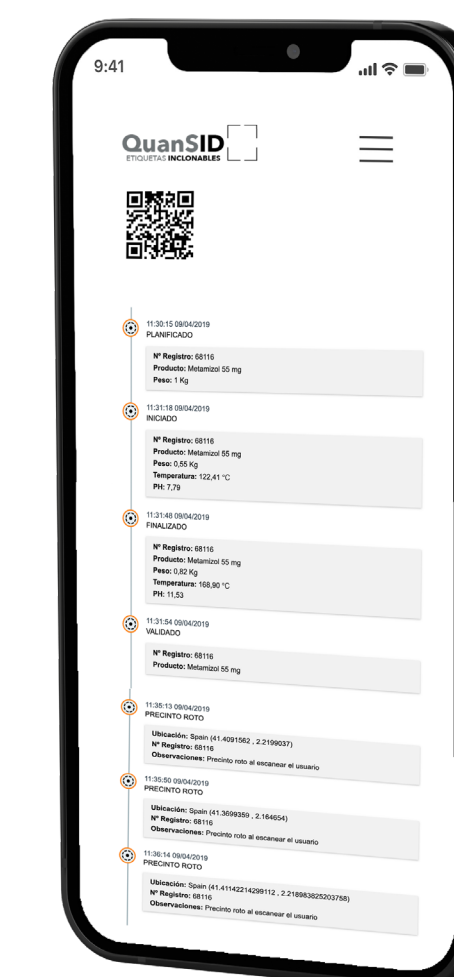 9:41
QuanSID
ETIQUETAS INCLONABLES
11:30:15 09/04/2019
PLANIFICADO
Nº Registro: 68116
Producto: Metamizol 55 mg
Peso: 1 Kg
11:31:18 09/04/2019
INICIADO
Nº Registro: 68116
Producto: Metamizol 55 mg
Peso: 0,55 Kg
Temperatura: 122,41 °C
PH: 7,79
11:31:48 09/04/2019
FINALIZADO
Nº Registro: 68116
Producto: Metamizol 55 mg
Peso: 0,82 Kg
Temperatura: 168,90 °C
PH: 11,53
11:31:54 09/04/2019
VALIDADO
Nº Registro: 68116
Producto: Metamizol 55 mg
11:35:13 09/04/2019
PRECINTO ROTO
Ubicación: Spain (41.4091562 , 2.2199037)
Nº Registro: 68116
Observaciones: Precinto roto al escanear el usuario
11:35:50 09/04/2019
PRECINTO ROTO
Ubicación: Spain (41.3699359 , 2.164654)
Nº Registro: 68116
Observaciones: Precinto roto al escanear el usuario
11:36:14 09/04/2019
PRECINTO ROTO
Ubicación: Spain (41.41142214299112 , 2.218983825203758)
Nº Registro: 68116
Observaciones: Precinto roto al escanear el usuario